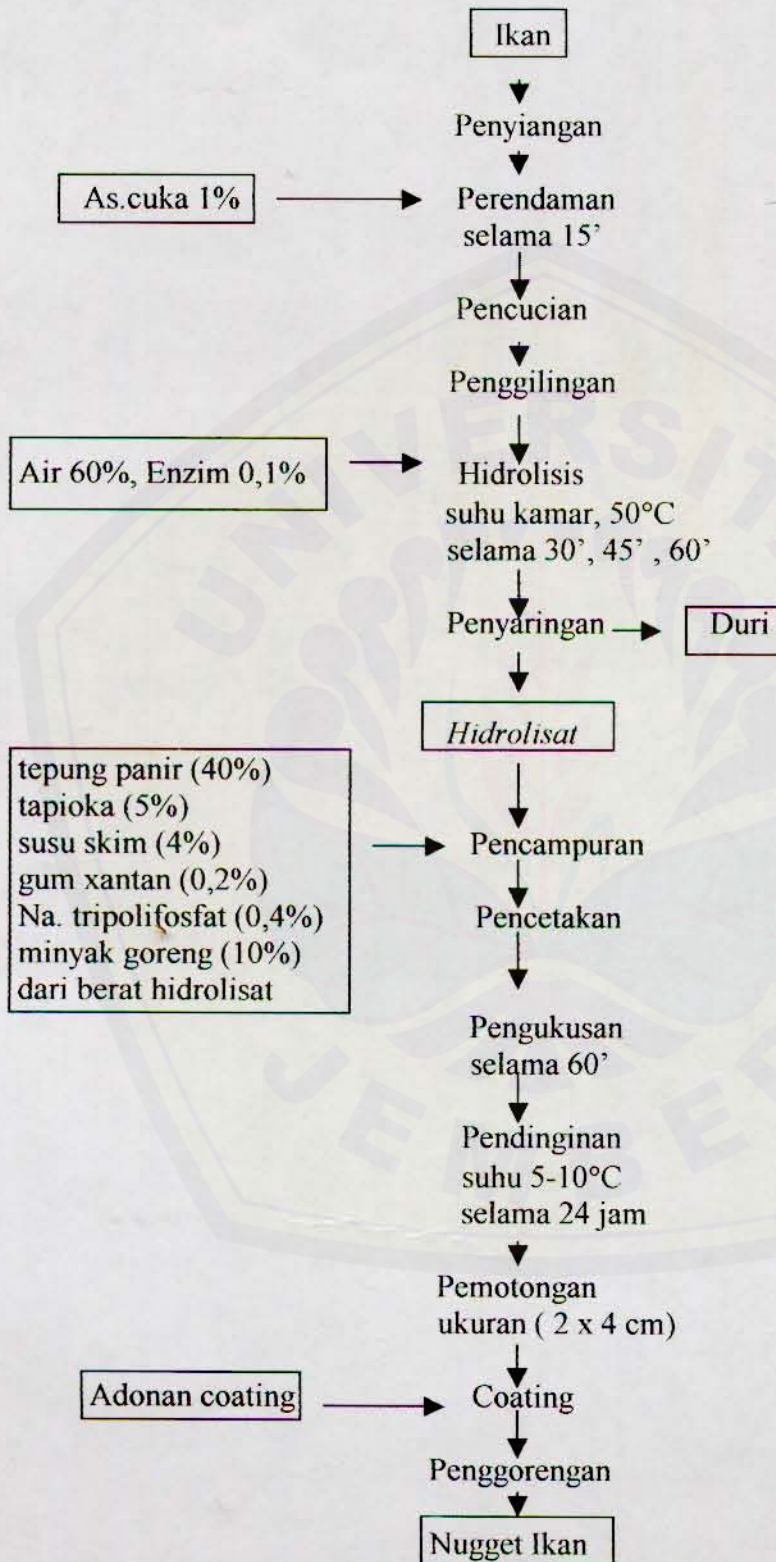 Ikan
Penyiangan
As.cuka 1%
Perendaman
selama 15’
Pencucian
Penggilingan
Air 60%, Enzim 0,1%
Hidrolisis
suhu kamar, 50°C
selama 30’, 45’ , 60’
Penyaringan
Duri
Hidrolisat
tepung panir (40%)
tapioka (5%)
susu skim (4%)
gum xantan (0,2%)
Na. tripolifosfat (0,4%)
minyak goreng (10%)
dari berat hidrolisat
Pencampuran
Pencetakan
Pengukusan
selama 60’
Pendinginan
suhu 5-10°C
selama 24 jam
Pemotongan
ukuran ( 2 x 4 cm)
Adonan coating
Coating
Penggorengan
Nugget Ikan
UNIVERSIT
JEMBER